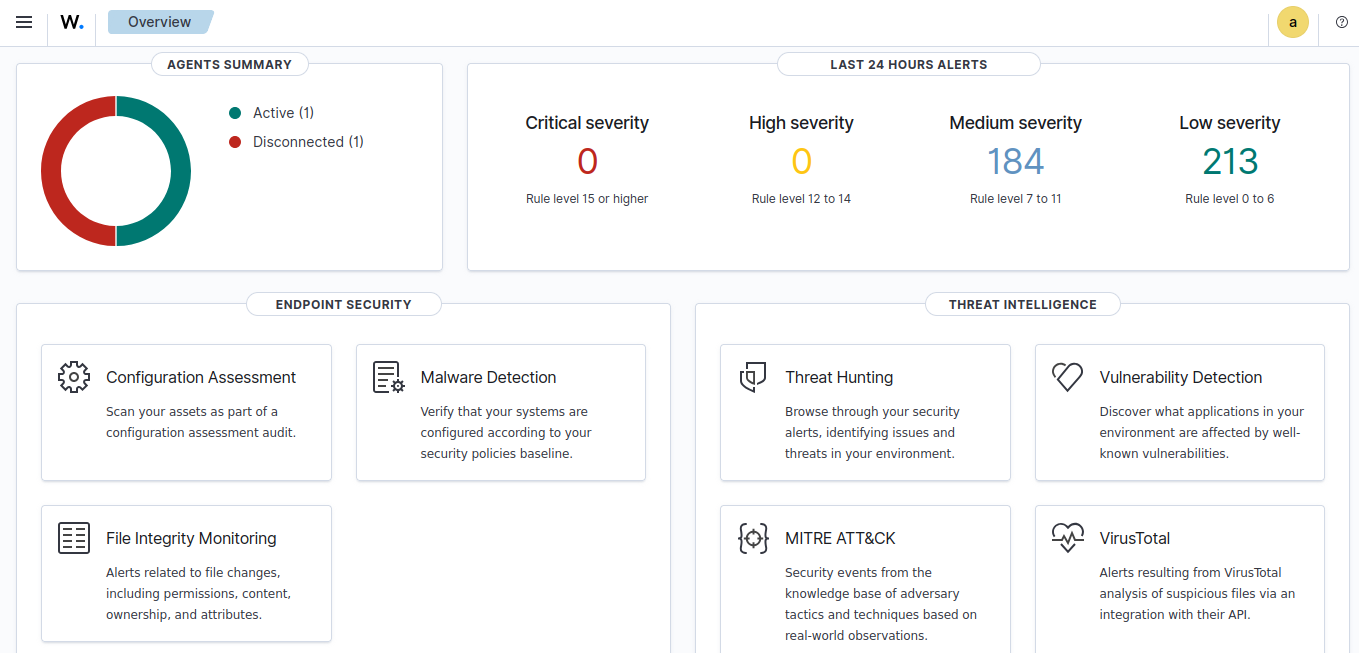 W.
Overview
a
AGENTS SUMMARY
Active (1)
Disconnected (1)
LAST 24 HOURS ALERTS
Critical severity
0
Rule level 15 or higher
High severity
0
Rule level 12 to 14
Medium severity
184
Rule level 7 to 11
Low severity
213
Rule level 0 to 6
ENDPOINT SECURITY
Configuration Assessment
Scan your assets as part of a
configuration assessment audit.
Malware Detection
Verify that your systems are
configured according to your
security policies baseline.
File Integrity Monitoring
Alerts related to file changes,
including permissions, content,
ownership, and attributes.
THREAT INTELLIGENCE
Threat Hunting
Browse through your security
alerts, identifying issues and
threats in your environment.
Vulnerability Detection
Discover what applications in your
environment are affected by well-
known vulnerabilities.
MITRE ATT&CK
Security events from the
knowledge base of adversary
tactics and techniques based on
real-world observations.
VirusTotal
Alerts resulting from VirusTotal
analysis of suspicious files via an
integration with their API.